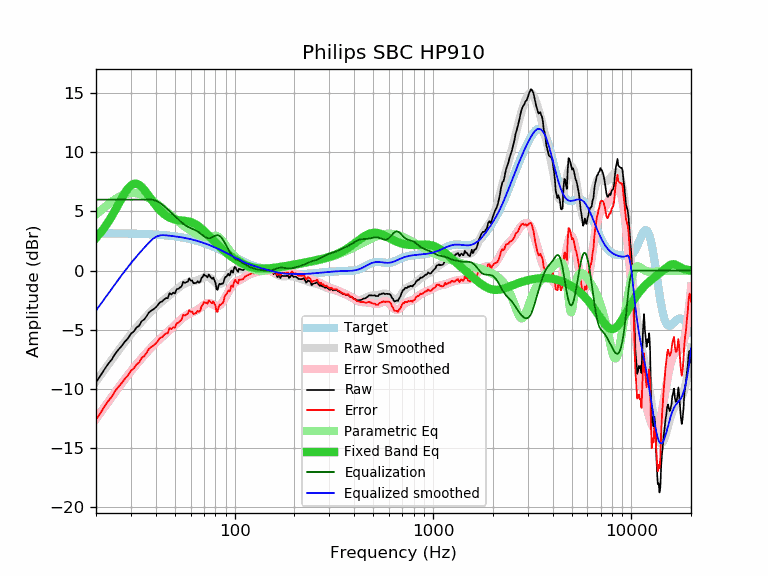 Philips SBC HP910
Amplitude (dBr)
15
10
5
0
−5
−10
−15
−20
Target
Raw Smoothed
Error Smoothed
Raw
Error
Parametric Eq
Fixed Band Eq
Equalization
Equalized smoothed
100 1000 10000
Frequency (Hz)